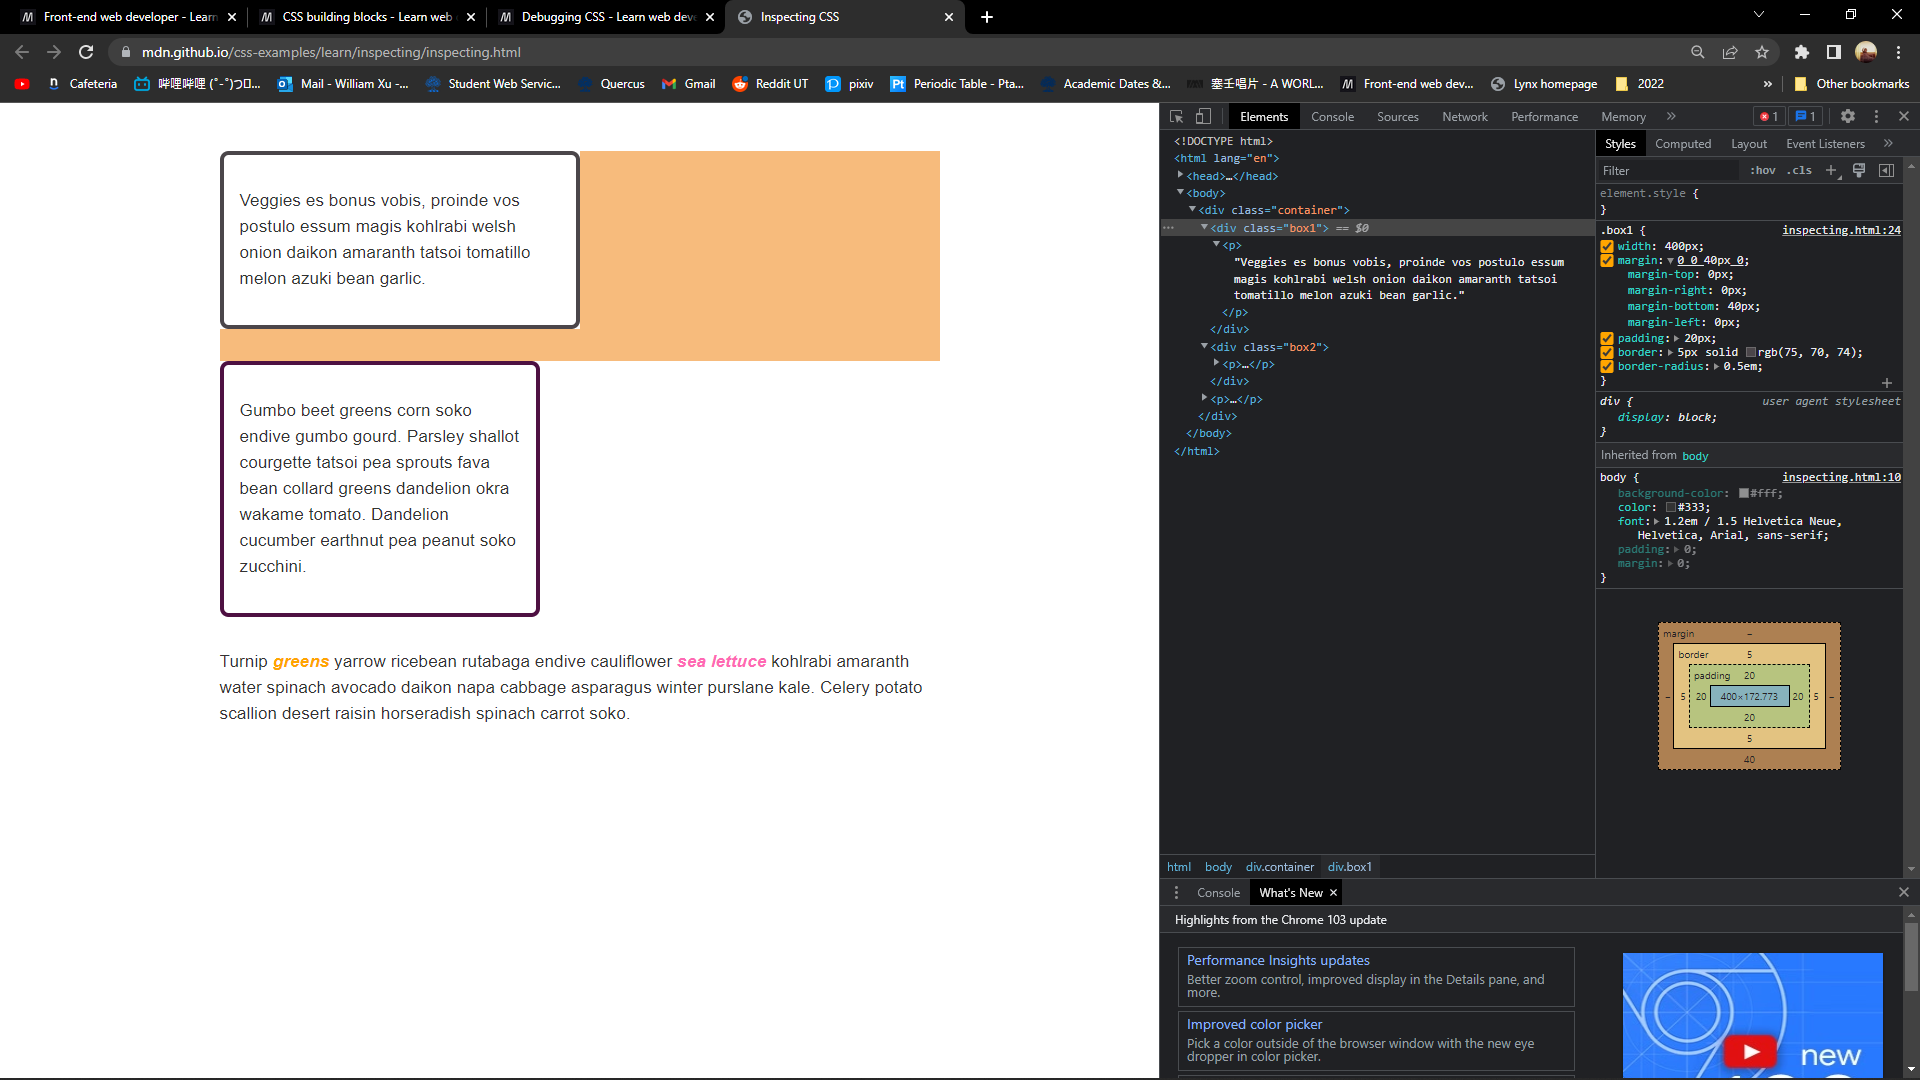 Front-end web developer - Learn
CSS building blocks - Learn web
Debugging CSS - Learn web deve
Inspecting CSS
mdn.github.io/css-examples/learn/inspecting/inspecting.html
Cafeteria
Mail - William Xu -...
Student Web Servic...
Quercus
Gmail
Reddit UT
pixiv
Periodic Table - Pta...
Academic Dates &...
塞壬唱片 - A WORL...
Front-end web dev...
Lynx homepage
2022
»
Other bookmarks
Veggies es bonus vobis, proinde vos
postulo essum magis kohlrabi welsh
onion daikon amaranth tatsoi tomatillo
melon azuki bean garlic.
Gumbo beet greens corn soko
endive gumbo gourd. Parsley shallot
courgette tatsoi pea sprouts fava
bean collard greens dandelion okra
wakame tomato. Dandelion
cucumber earthnut pea peanut soko
zucchini.
Turnip greens yarrow ricebean rutabaga endive cauliflower sea lettuce kohlrabi amaranth
water spinach avocado daikon napa cabbage asparagus winter purslane kale. Celery potato
scallion desert raisin horseradish spinach carrot soko.
Elements Console Sources Network Performance Memory » 1 1
<!DOCTYPE html>
<html lang="en">
<head>…</head>
<body>
<div class="container">
<div class="box1"> == $0
<p>
"Veggies es bonus vobis, proinde vos postulo essum
magis kohlrabi welsh onion daikon amaranth tatsoi
tomatillo melon azuki bean garlic."
</p>
</div>
<div class="box2">
<p>…</p>
</div>
<p>…</p>
</div>
</body>
</html>
html body div.container div.box1
Styles Computed Layout Event Listeners »
Filter :hov .cls +
element.style {
}
.box1 { inspecting.html:24
width: 400px;
margin: 0 0 40px 0;
margin-top: 0px;
margin-right: 0px;
margin-bottom: 40px;
margin-left: 0px;
padding: 20px;
border: 5px solid rgb(75, 70, 74);
border-radius: 0.5em;
}
div { user agent stylesheet
display: block;
}
Inherited from body
body { inspecting.html:10
background-color: #fff;
color: #333;
font: 1.2em / 1.5 Helvetica Neue,
Helvetica, Arial, sans-serif;
padding: 0;
margin: 0;
}
margin –
border 5
padding 20
– 5 20 400×172.773 20 5 –
20
5
40
Console What's New
Highlights from the Chrome 103 update
Performance Insights updates
Better zoom control, improved display in the Details pane, and
more.
Improved color picker
Pick a color outside of the browser window with the new eye
dropper in color picker.
new